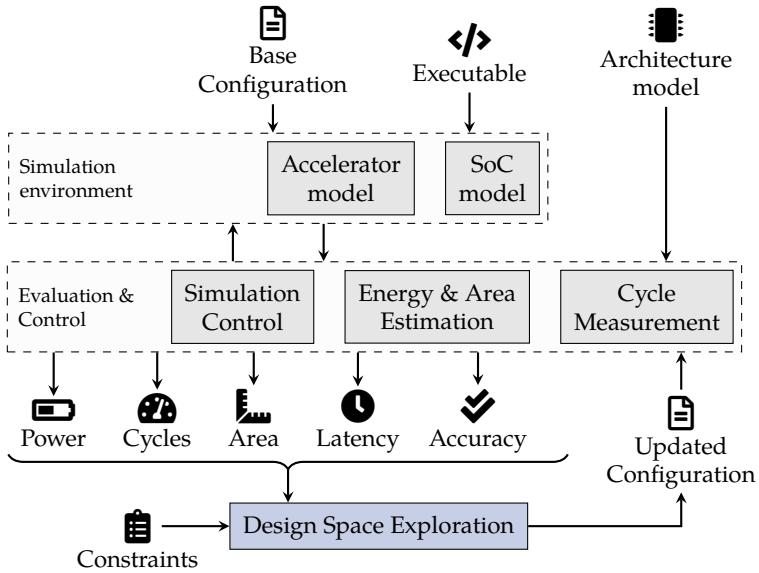 Base
Configuration
Executable
Architecture
model
Simulation
environment
Accelerator
model
SoC
model
Evaluation &
Control
Simulation
Control
Energy & Area
Estimation
Cycle
Measurement
Power
Cycles
Area
Latency
Accuracy
Updated
Configuration
Design Space Exploration
Constraints